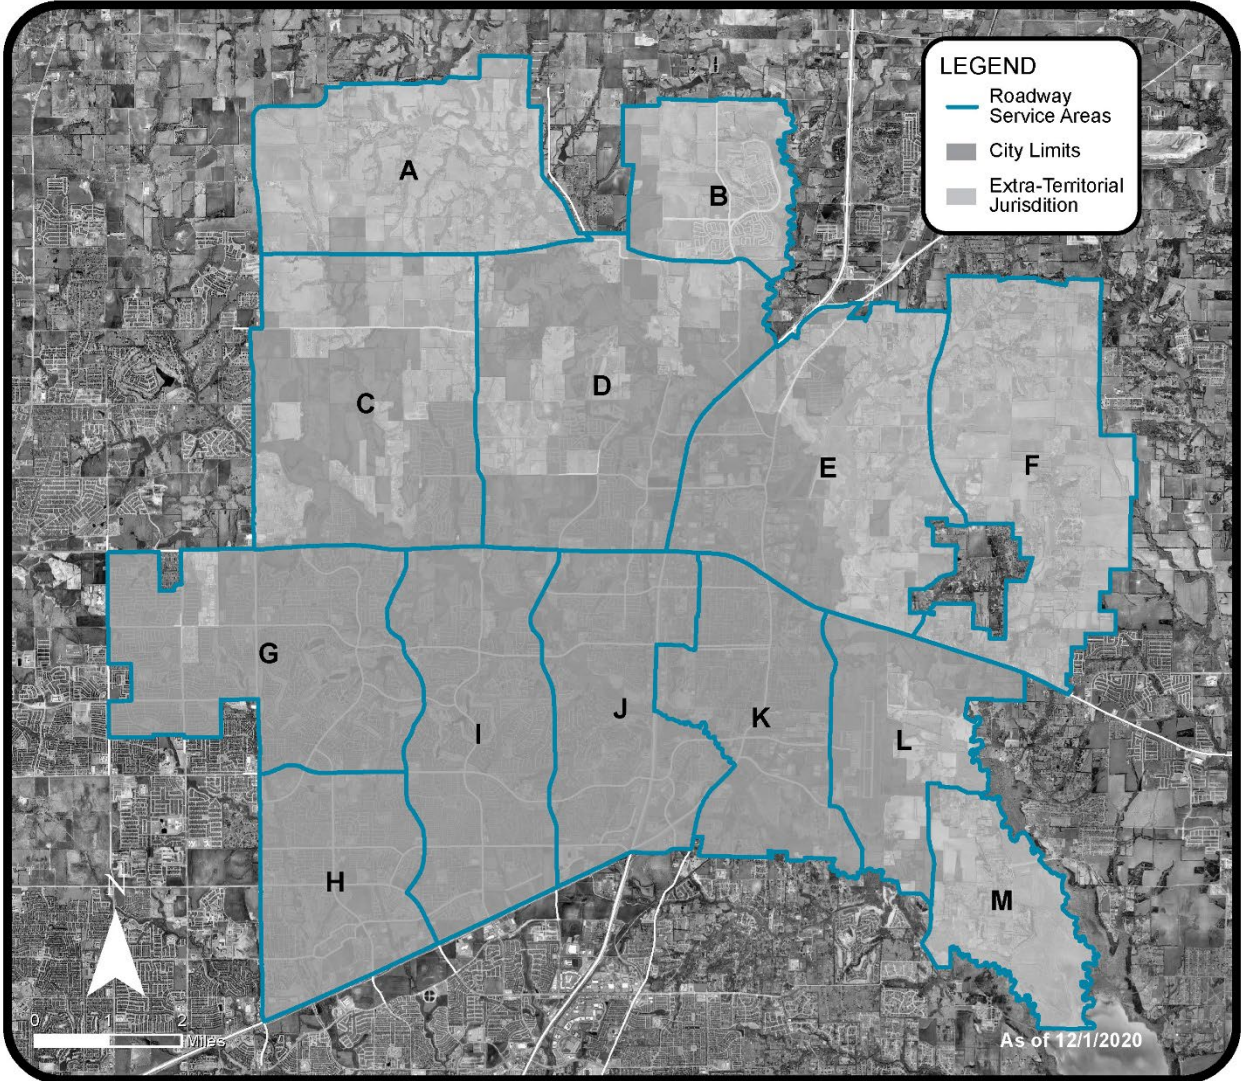 LEGEND
Roadway
Service Areas
City Limits
Extra-Territorial
Jurisdition
A
B
C
D
E
F
G
H
I
J
K
L
M
N
0 1 2
Miles
As of 12/1/2020